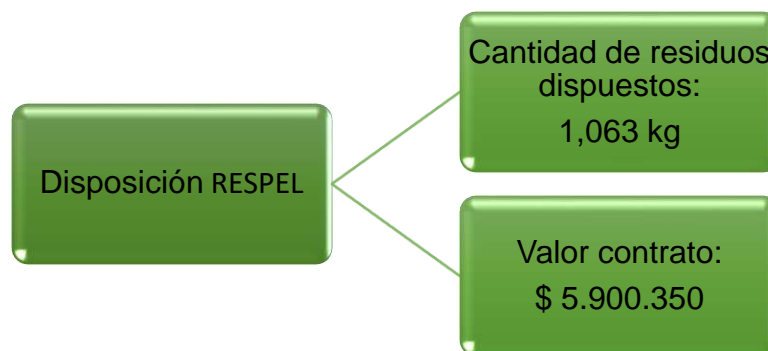 Disposición RESPEL
Cantidad de residuos
dispuestos:
1,063 kg
Valor contrato:
$ 5.900.350